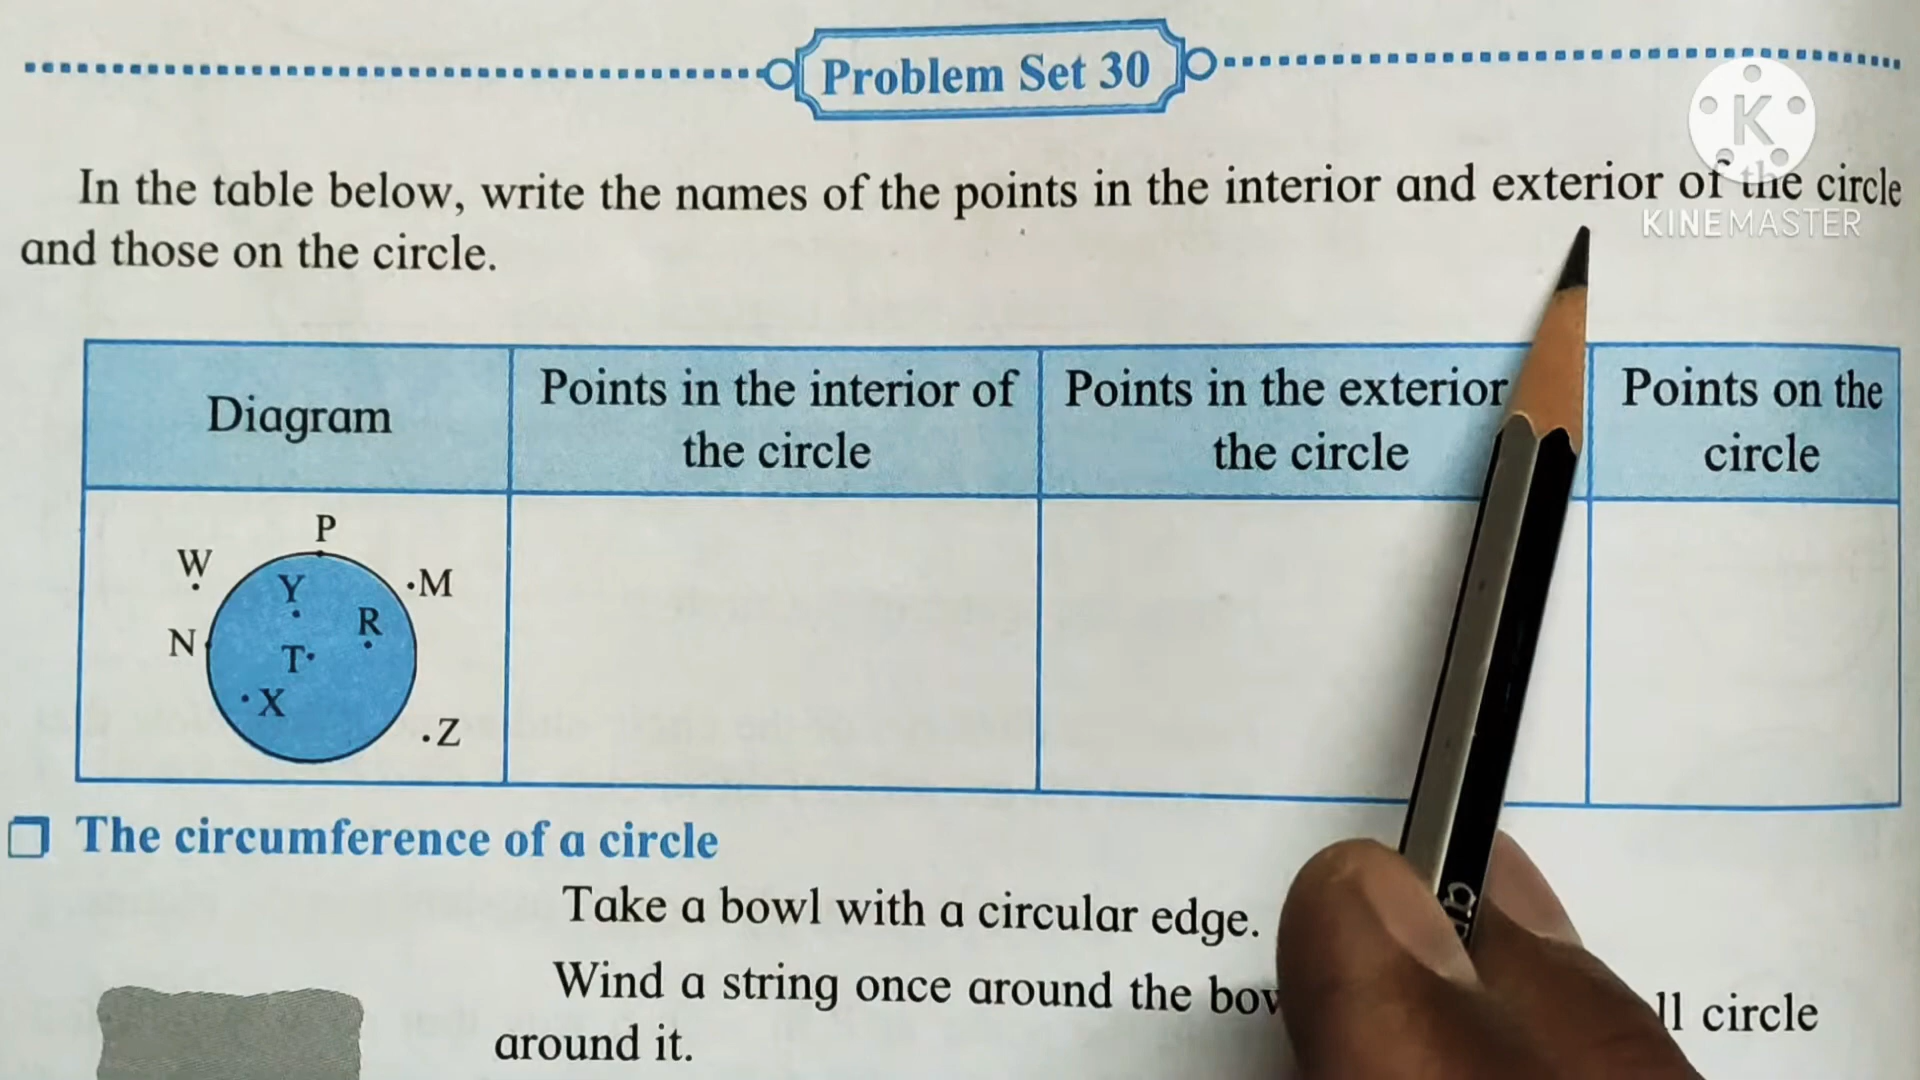 Problem Set 30
K
KINEMASTER
In the table below, write the names of the points in the interior and exterior of the circle
and those on the circle.
Diagram
Points in the interior of
the circle
Points in the exterior
the circle
Points on the
circle
P
W
Y
M
R
N
T
X
Z
The circumference of a circle
Take a bowl with a circular edge.
Wind a string once around the
circle
around it.